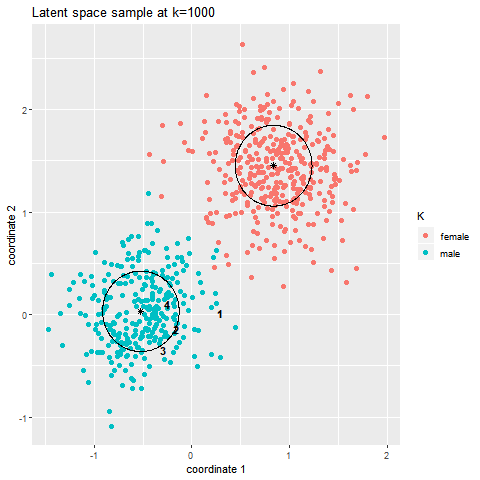 Latent space sample at k=1000
2
1
0
-1
coordinate 2
4
1
2
3
-1
0
1
2
coordinate 1
K
female
male